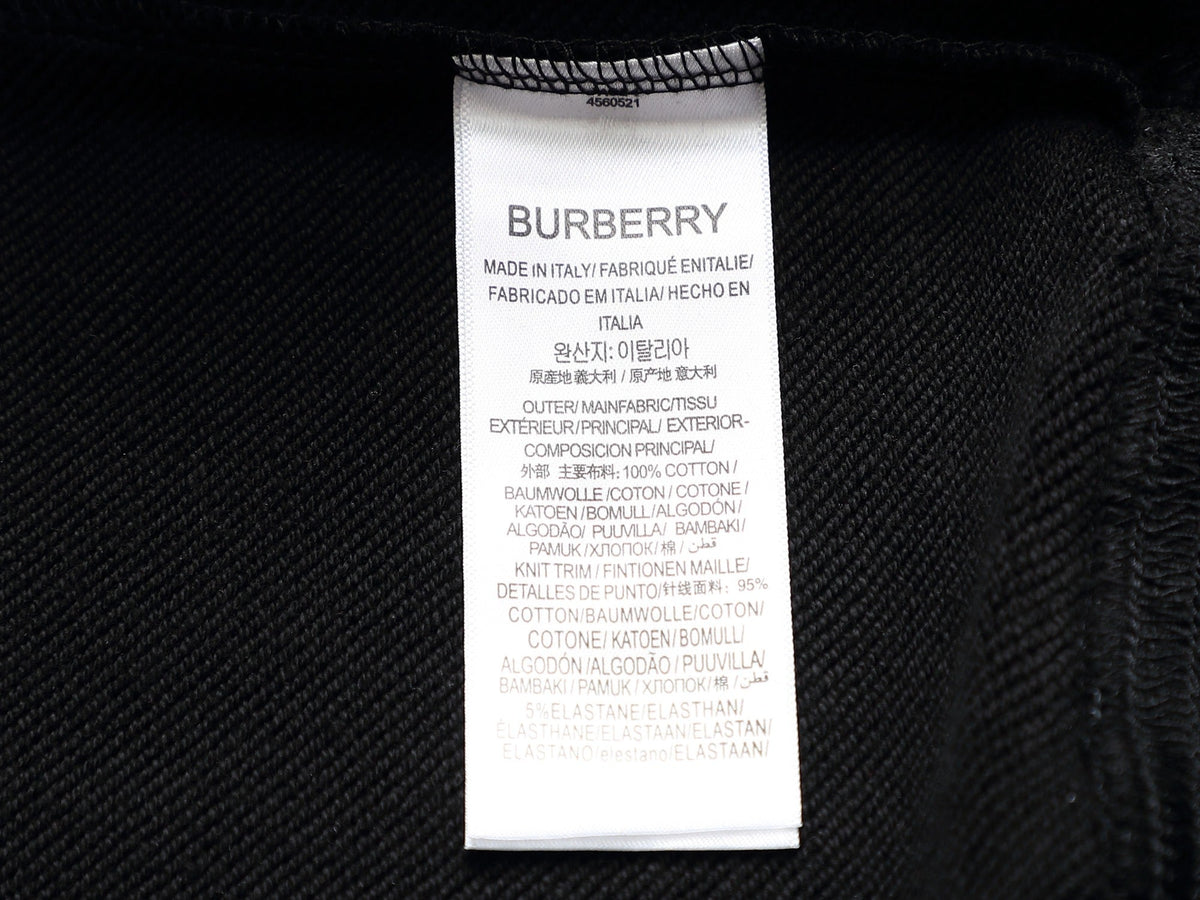 4560521
BURBERRY
MADE IN ITALY/ FABRIQUÉ ENITALIE/
FABRICADO EM ITALIA/ HECHO EN
ITALIA
완산지: 이탈리아
原産地 義大利 / 原产地 意大利
OUTER/ MAINFABRIC/TISSU
EXTÉRIEUR/PRINCIPAL/ EXTERIOR-
COMPOSICION PRINCIPAL/
外部 主要布料: 100% COTTON /
BAUMWOLLE /COTON / COTONE /
KATOEN / BOMULL/ALGODÓN/
ALGODÃO/ PUUVILLA/ BAMBAKI/
PAMUK /ХЛОПОК/ 棉 / قطن
KNIT TRIM / FINTIONEN MAILLE/
DETALLES DE PUNTO/针线面料: 95%
COTTON/BAUMWOLLE/COTON/
COTONE/ KATOEN/ BOMULL/
ALGODÓN /ALGODÃO / PUUVILLA/
BAMBAKI / PAMUK / ХЛОПОК/ 棉 / قطن
5%ELASTANE/ELASTHAN/
ÉLASTHANE/ELASTAAN/ELASTAN/
ELASTANO/elestano/ELASTAAN/